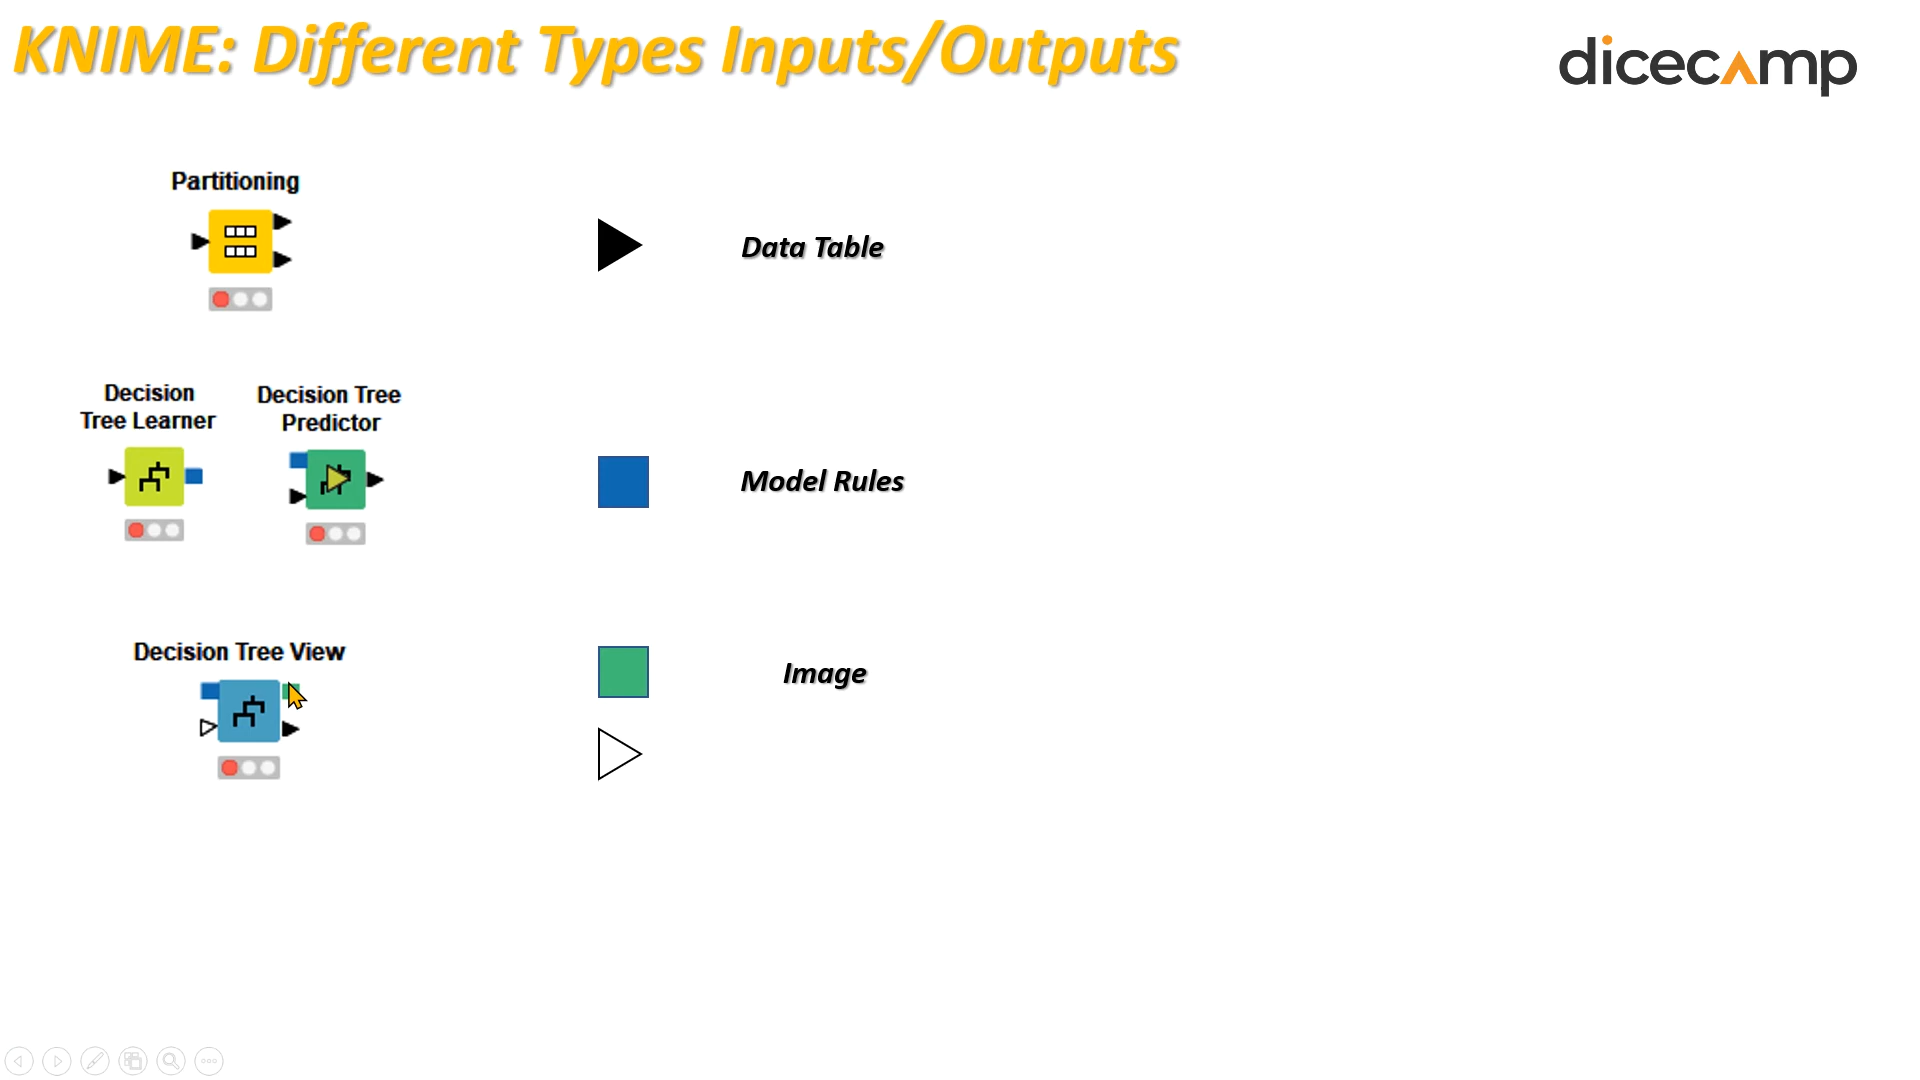 KNIME: Different Types Inputs/Outputs
dicecamp
Partitioning
Data Table
Decision
Tree Learner
Decision Tree
Predictor
Model Rules
Decision Tree View
Image